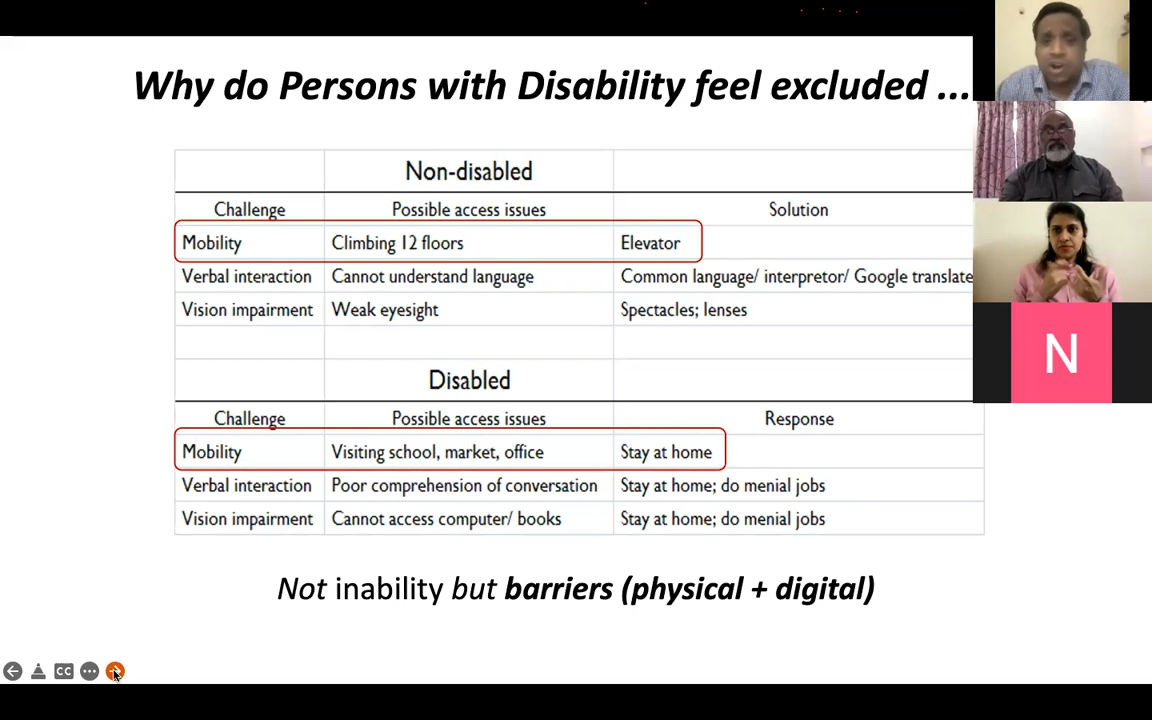 Why do Persons with Disability feel excluded ...
Non-disabled
Challenge Possible access issues Solution
Mobility Climbing 12 floors Elevator
Verbal interaction Cannot understand language Common language/ interpretor/ Google translate
Vision impairment Weak eyesight Spectacles; lenses
Disabled
Challenge Possible access issues Response
Mobility Visiting school, market, office Stay at home
Verbal interaction Poor comprehension of conversation Stay at home; do menial jobs
Vision impairment Cannot access computer/ books Stay at home; do menial jobs
Not inability but barriers (physical + digital)
N
CC